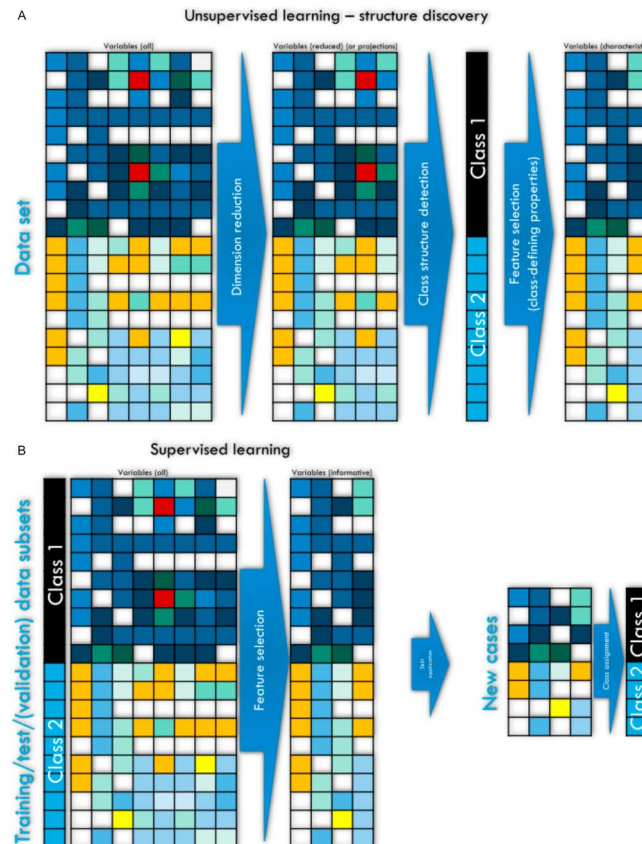 A
Unsupervised learning – structure discovery
Variables (all)
Variables (reduced) (or projections)
Data set
Dimension reduction
Class structure detection
Class 1
Class 2
Feature selection
(class-defining properties)
B
Supervised learning
Variables (all)
Variables (informative)
Training/test/(validation) data subsets
Class 1
Class 2
Feature selection
Skill
application
New cases
Class assignment
Class 1
Class 2